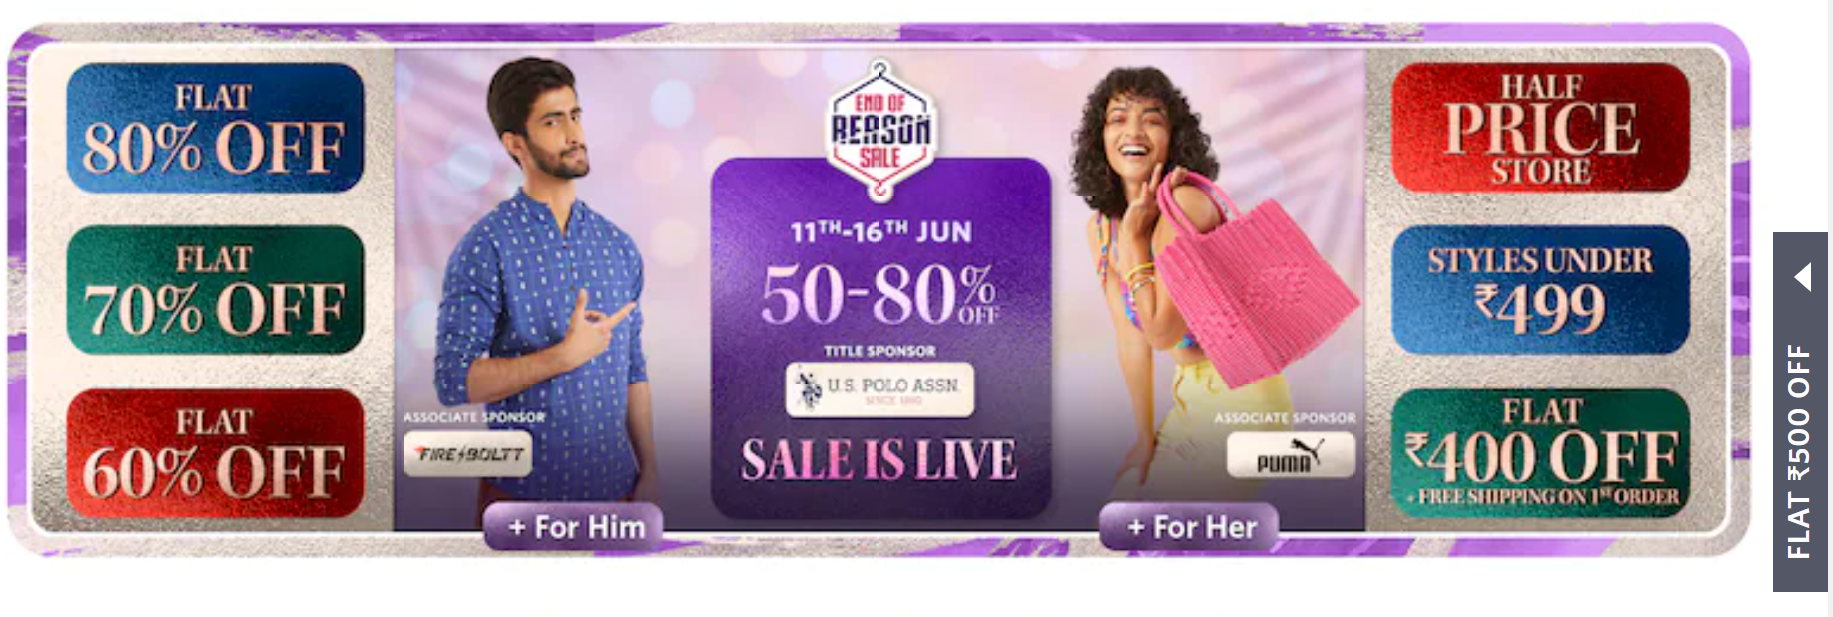 FLAT
80% OFF
FLAT
70% OFF
FLAT
60% OFF
ASSOCIATE SPONSOR
FIRE BOLTT
+ For Him
END OF
REASON
SALE
11TH-16TH JUN
50-80%
OFF
TITLE SPONSOR
U.S. POLO ASSN.
SINCE 1890
SALE IS LIVE
ASSOCIATE SPONSOR
PUMA
+ For Her
HALF
PRICE
STORE
STYLES UNDER
₹499
FLAT
₹400 OFF
+ FREE SHIPPING ON 1ST ORDER
FLAT ₹500 OFF